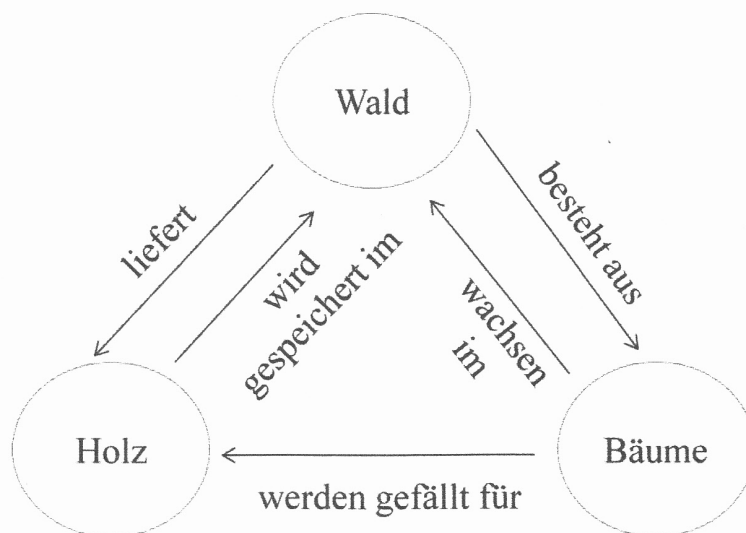 Wald
liefert
wird
gespeichert im
wachsen
im
besteht aus
Holz
Bäume
werden gefällt für